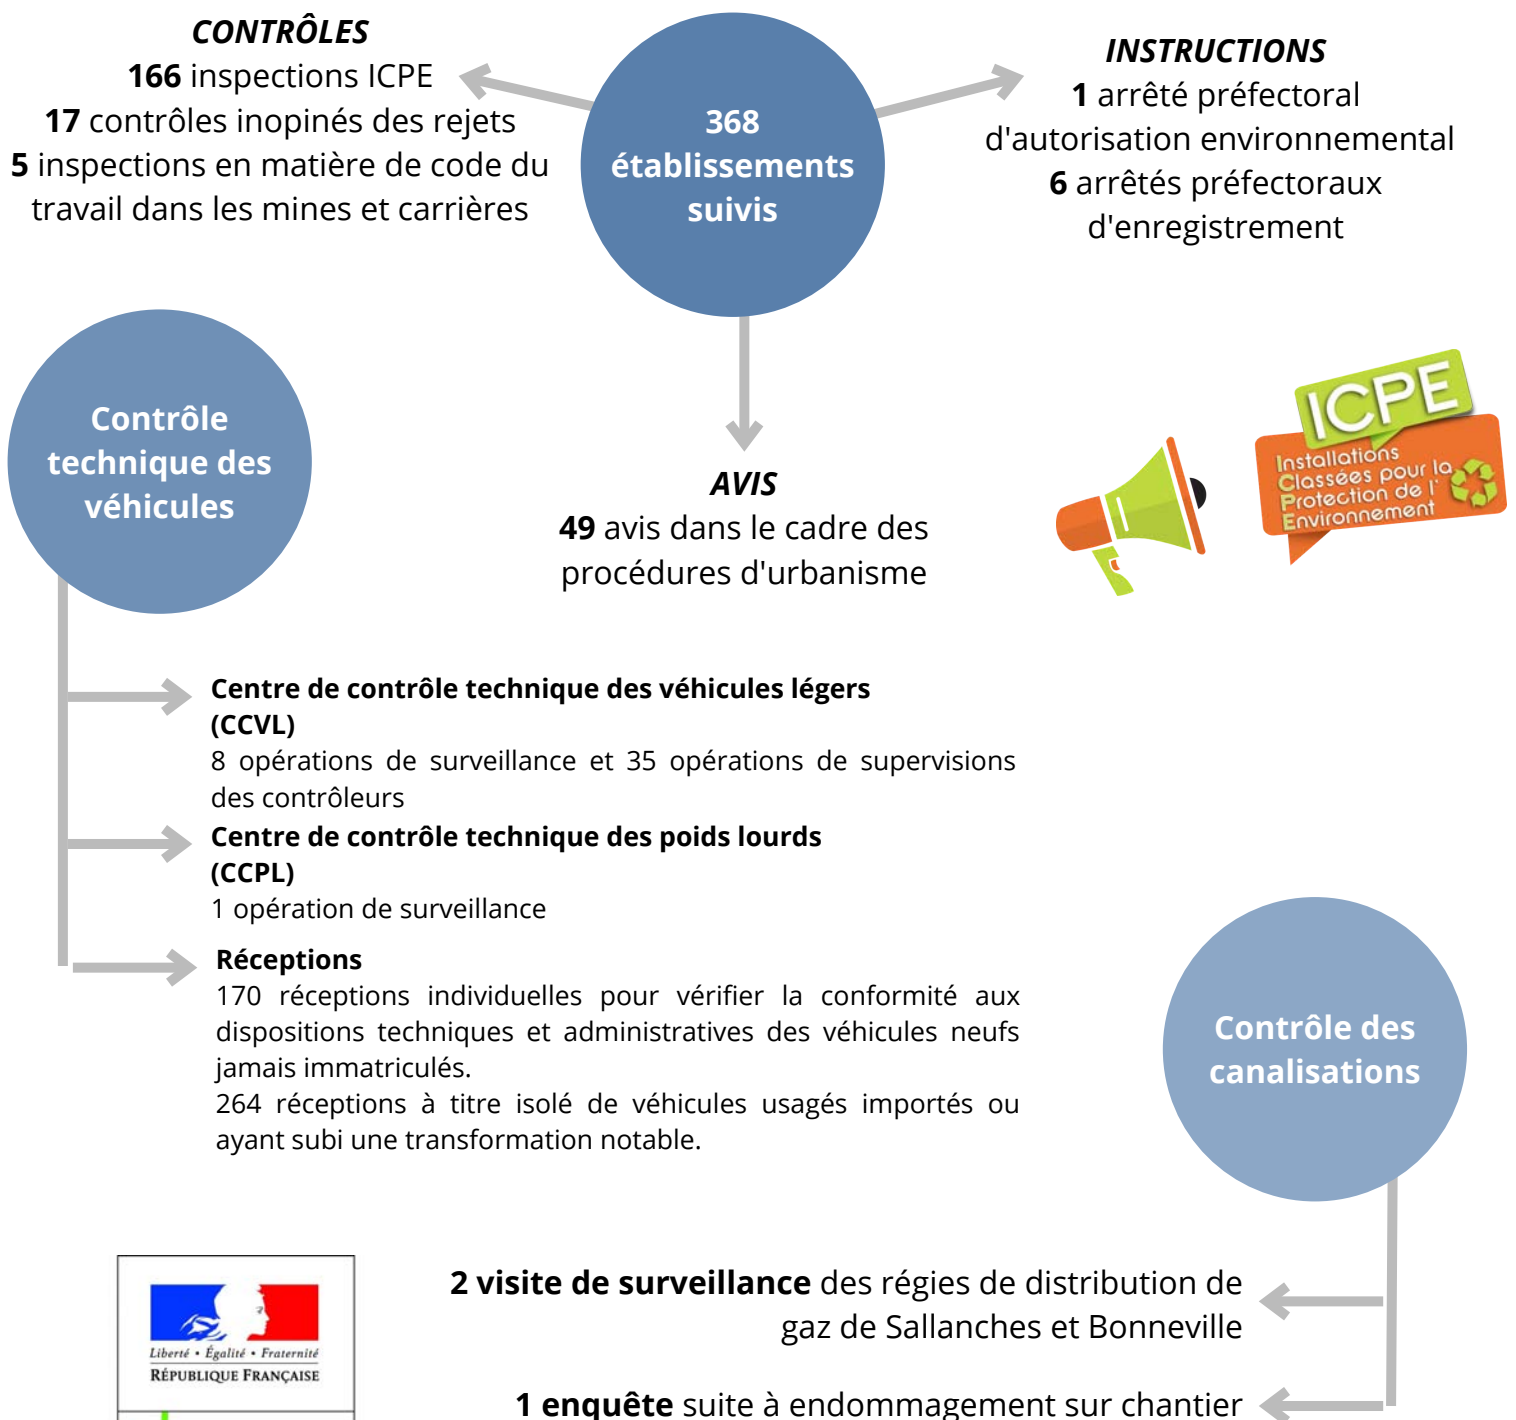 CONTRÔLES
166 inspections ICPE
17 contrôles inopinés des rejets
5 inspections en matière de code du
travail dans les mines et carrières
368
établissements
suivis
INSTRUCTIONS
1 arrêté préfectoral
d'autorisation environnemental
6 arrêtés préfectoraux
d'enregistrement
AVIS
49 avis dans le cadre des
procédures d'urbanisme
ICPE
Installations
Classées pour la
Protection de l'
Environnement
Contrôle
technique des
véhicules
Centre de contrôle technique des véhicules légers
(CCVL)
8 opérations de surveillance et 35 opérations de supervisions
des contrôleurs
Centre de contrôle technique des poids lourds
(CCPL)
1 opération de surveillance
Réceptions
170 réceptions individuelles pour vérifier la conformité aux
dispositions techniques et administratives des véhicules neufs
jamais immatriculés.
264 réceptions à titre isolé de véhicules usagés importés ou
ayant subi une transformation notable.
Contrôle des
canalisations
2 visite de surveillance des régies de distribution de
gaz de Sallanches et Bonneville
1 enquête suite à endommagement sur chantier
Liberté • Égalité • Fraternité
RÉPUBLIQUE FRANÇAISE